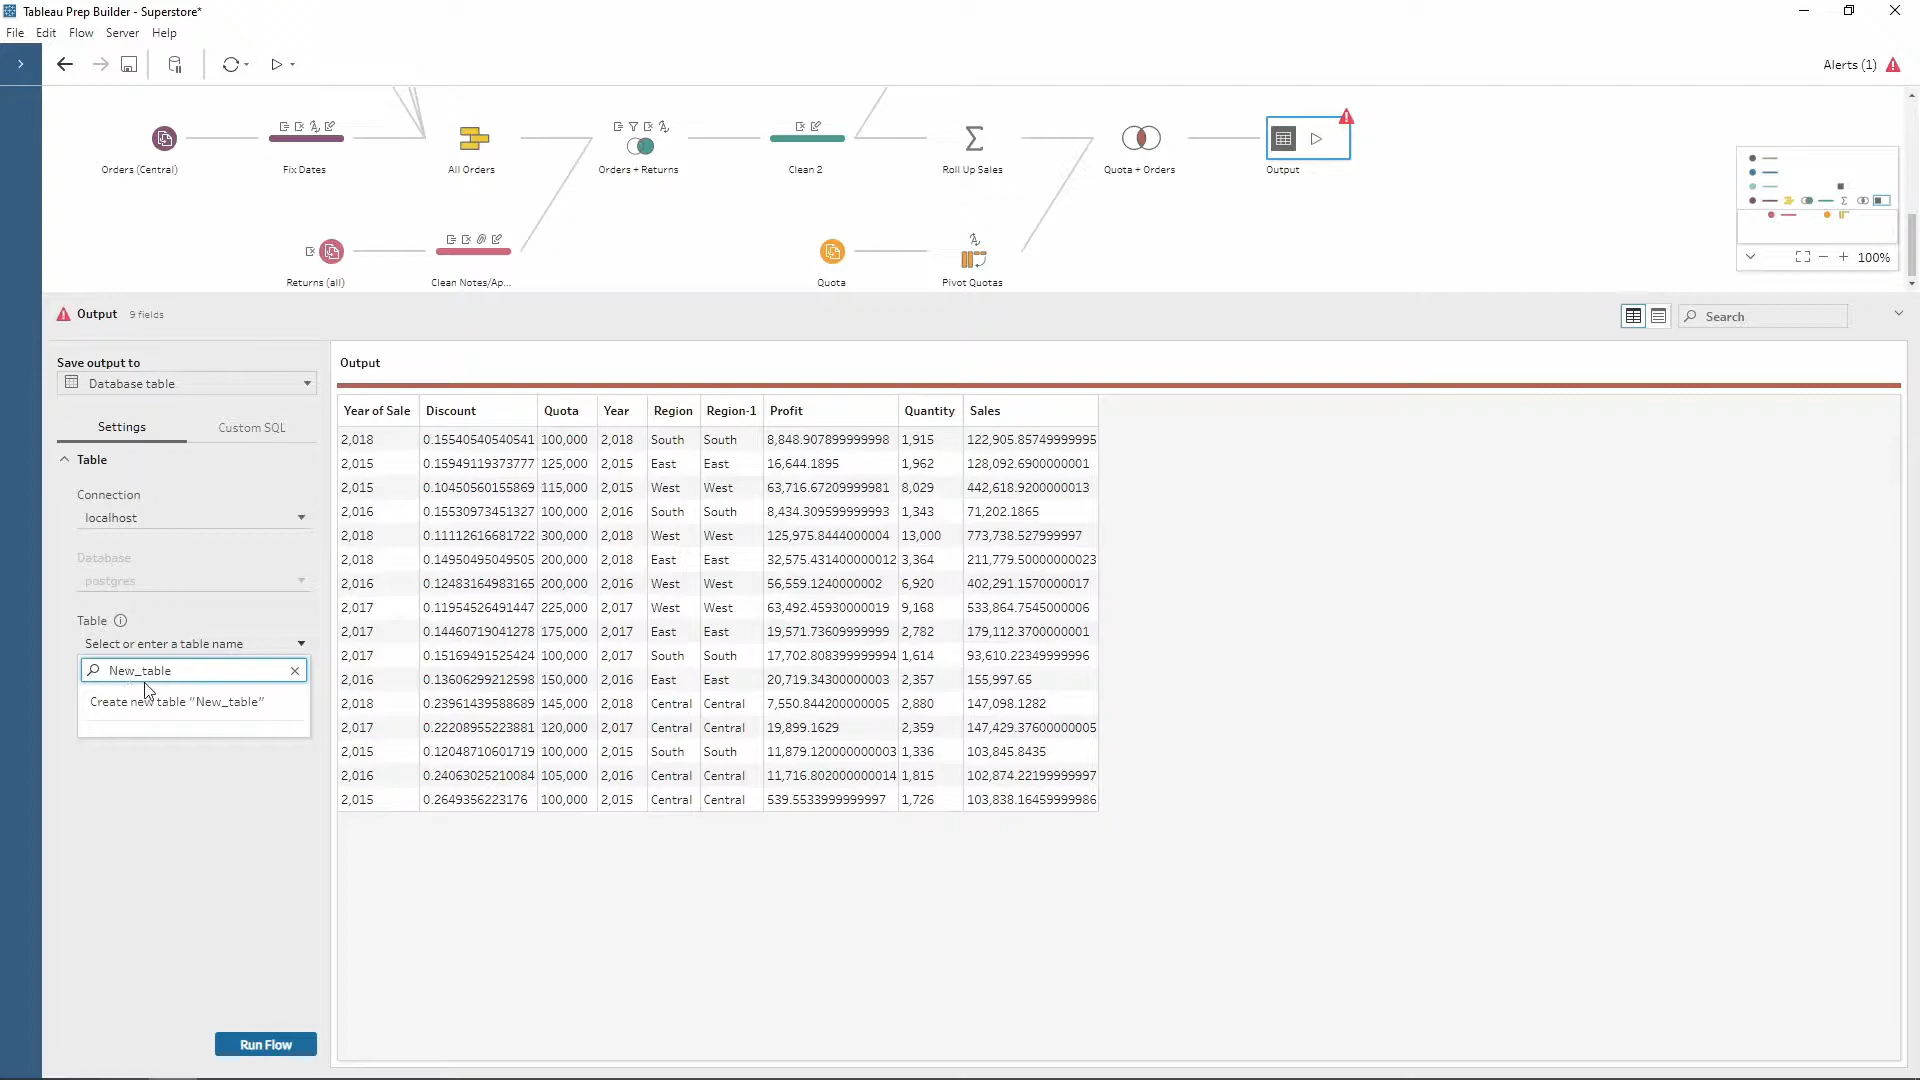 Tableau Prep Builder - Superstore*
File Edit Flow Server Help
Alerts (1)
Orders (Central) Fix Dates All Orders Orders + Returns Clean 2 Roll Up Sales Quota + Orders Output
Returns (all) Clean Notes/Ap... Quota Pivot Quotas
100%
Output 9 fields
Search
Save output to
Database table
Settings Custom SQL
Table
Connection
localhost
Database
postgres
Table
Select or enter a table name
New_table
Create new table "New_table"
Run Flow
Output
Year of Sale Discount Quota Year Region Region-1 Profit Quantity Sales
2,018 0.15540540540541 100,000 2,018 South South 8,848.907899999998 1,915 122,905.85749999995
2,015 0.15949119373777 125,000 2,015 East East 16,644.1895 1,962 128,092.6900000001
2,015 0.10450560155869 115,000 2,015 West West 63,716.67209999981 8,029 442,618.9200000013
2,016 0.15530973451327 100,000 2,016 South South 8,434.309599999993 1,343 71,202.1865
2,018 0.11112616681722 300,000 2,018 West West 125,975.8444000004 13,000 773,738.527999997
2,018 0.14950495049505 200,000 2,018 East East 32,575.431400000012 3,364 211,779.50000000023
2,016 0.12483164983165 200,000 2,016 West West 56,559.1240000002 6,920 402,291.1570000017
2,017 0.11954526491447 225,000 2,017 West West 63,492.45930000019 9,168 533,864.7545000006
2,017 0.14460719041278 175,000 2,017 East East 19,571.73609999999 2,782 179,112.3700000001
2,017 0.15169491525424 100,000 2,017 South South 17,702.808399999994 1,614 93,610.22349999996
2,016 0.13606299212598 150,000 2,016 East East 20,719.34300000003 2,357 155,997.65
2,018 0.23961439588689 145,000 2,018 Central Central 7,550.844200000005 2,880 147,098.1282
2,017 0.22208955223881 120,000 2,017 Central Central 19,899.1629 2,359 147,429.37600000005
2,015 0.12048710601719 100,000 2,015 South South 11,879.120000000003 1,336 103,845.8435
2,016 0.24063025210084 105,000 2,016 Central Central 11,716.802000000014 1,815 102,874.22199999997
2,015 0.2649356223176 100,000 2,015 Central Central 539.5533999999997 1,726 103,838.16459999986